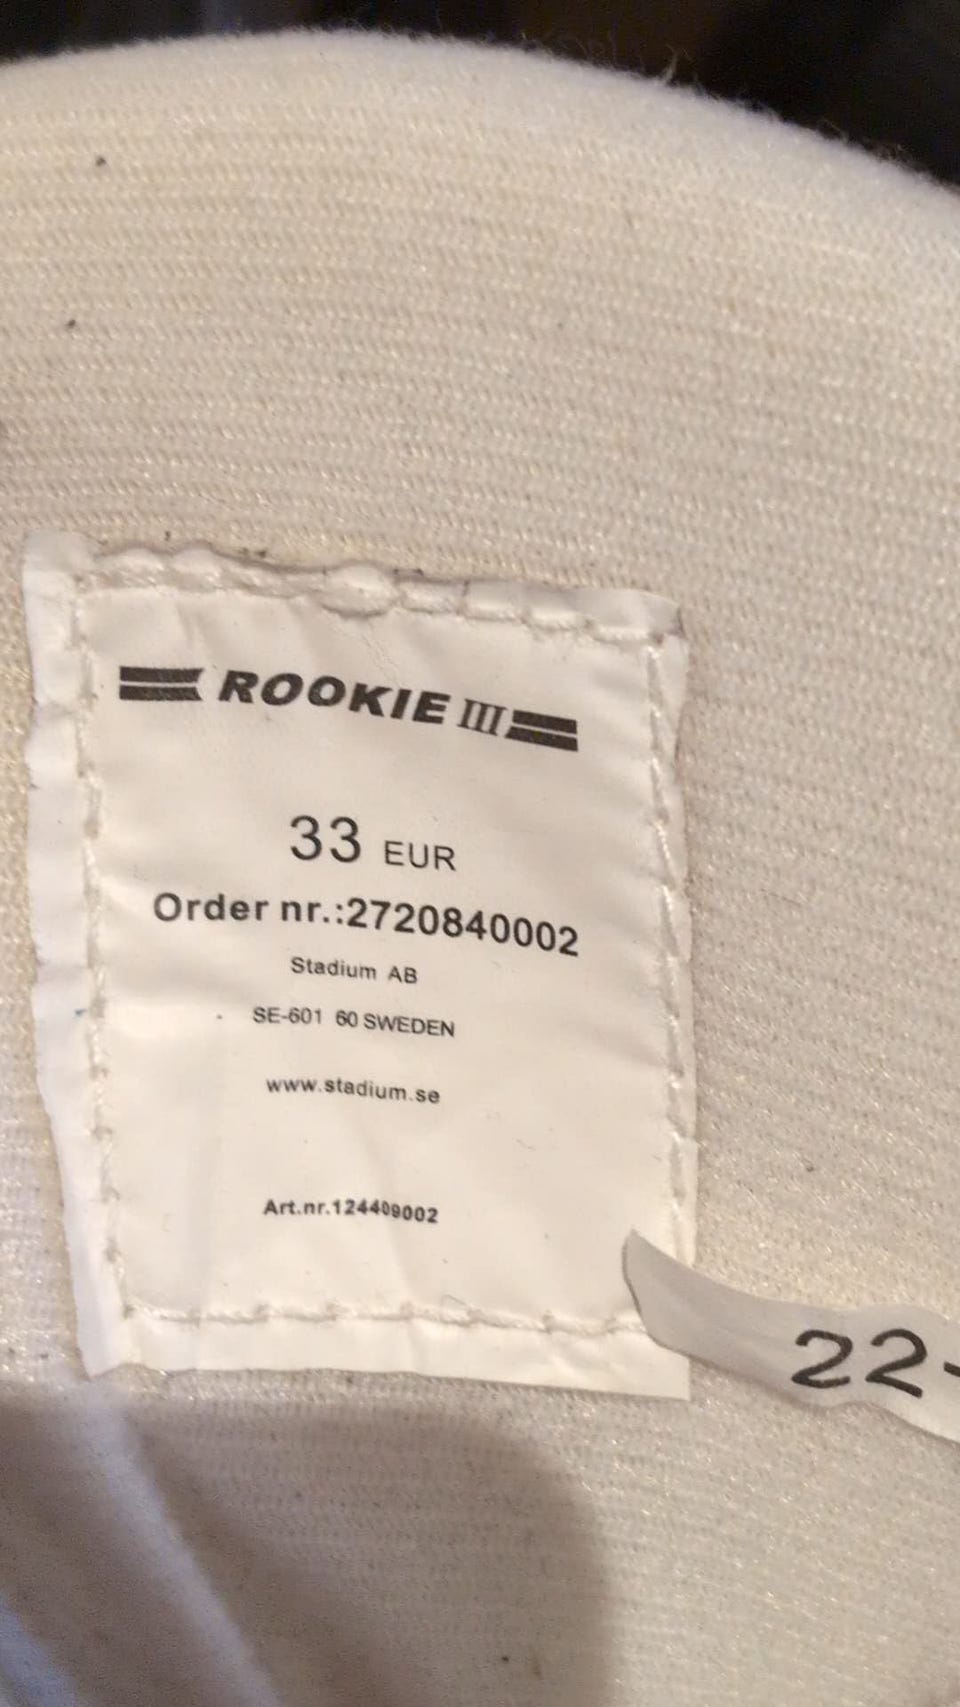 ROOKIE III
33 EUR
Order nr.:2720840002
Stadium AB
SE-601 60 SWEDEN
www.stadium.se
Art.nr.124409002
22-